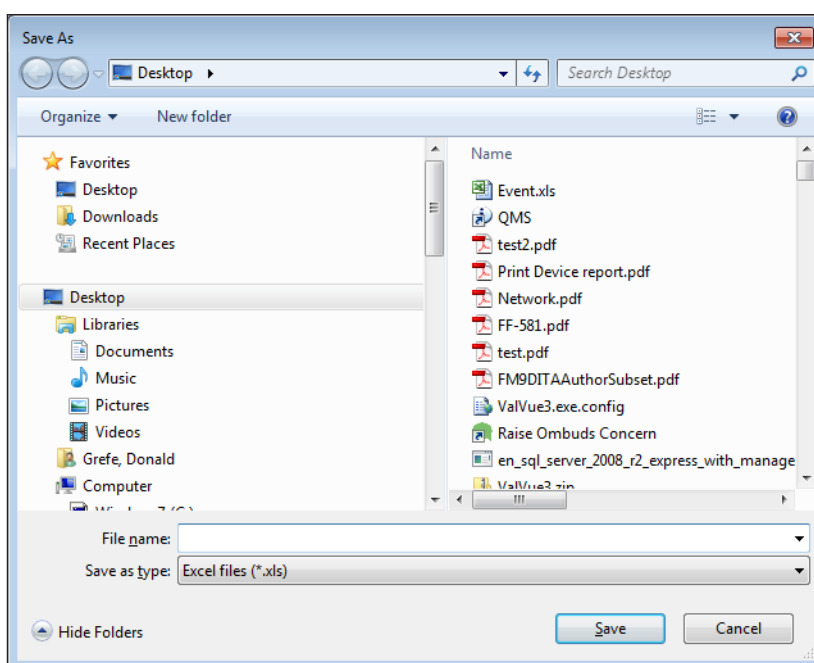 Save As
Desktop
Search Desktop
Organize
New folder
Favorites
Desktop
Downloads
Recent Places
Desktop
Libraries
Documents
Music
Pictures
Videos
Grefe, Donald
Computer
Name
Event.xls
QMS
test2.pdf
Print Device report.pdf
Network.pdf
FF-581.pdf
test.pdf
FM9DITAAuthorSubset.pdf
ValVue3.exe.config
Raise Ombuds Concern
en_sql_server_2008_r2_express_with_manage
ValVue3.zip
File name:
Save as type: Excel files (*.xls)
Hide Folders
Save
Cancel